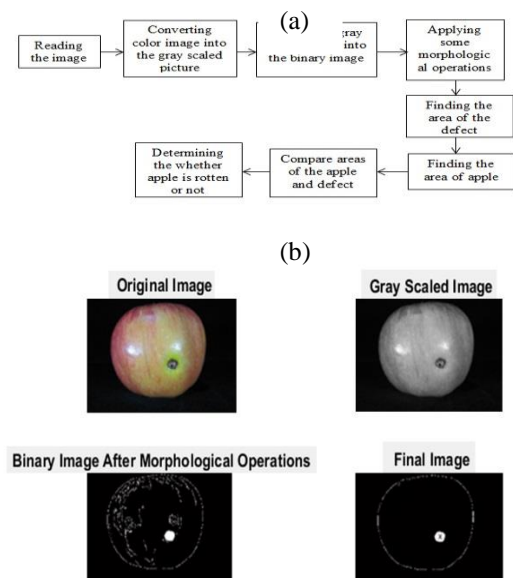 (a)
Reading
the image
Converting
color image into
the gray scaled
picture
gray
into
the binary image
Applying
some
morphologic
al operations
Finding the
area of the
defect
Finding the
area of apple
Compare areas
of the apple
and defect
Determining
the whether
apple is rotten
or not
(b)
Original Image
Gray Scaled Image
Binary Image After Morphological Operations
Final Image